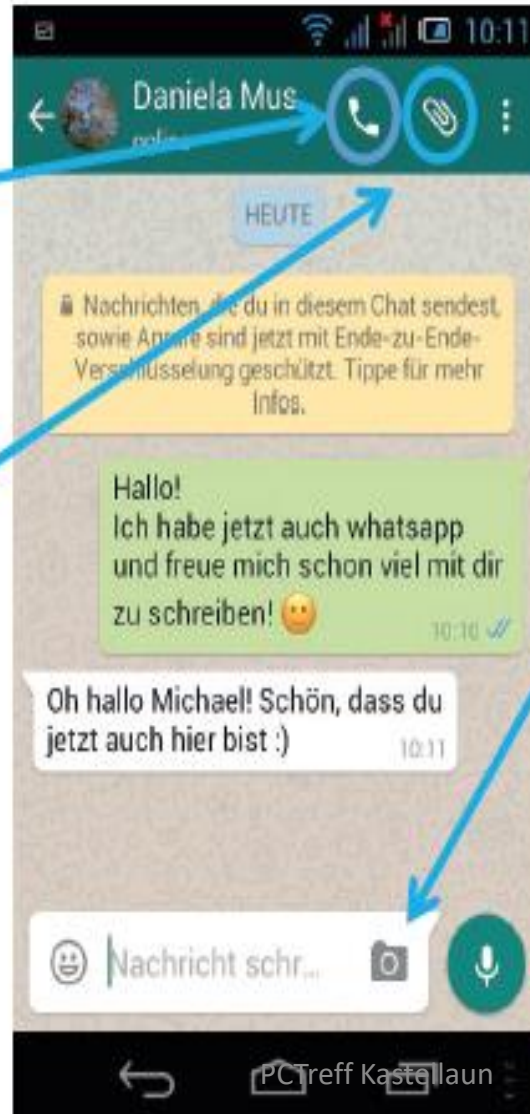 10:11
Daniela Mus
online
HEUTE
Nachrichten, die du in diesem Chat sendest,
sowie Anrufe sind jetzt mit Ende-zu-Ende-
Verschlüsselung geschützt. Tippe für mehr
Infos.
Hallo!
Ich habe jetzt auch whatsapp
und freue mich schon viel mit dir
zu schreiben!
10:10
Oh hallo Michael! Schön, dass du
jetzt auch hier bist :)
10:11
Nachricht schr...
PCTreff Kastellaun